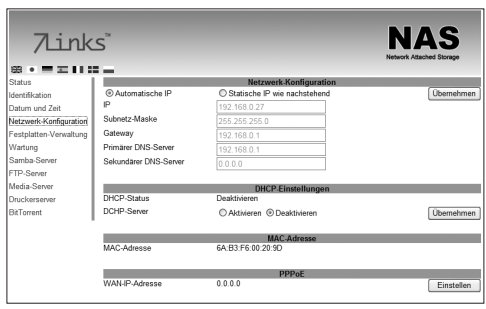 7Links™
NAS
Network Attached Storage
Status
Identifikation
Datum und Zeit
Netzwerk-Konfiguration
Festplatten-Verwaltung
Wartung
Samba-Server
FTP-Server
Media-Server
Druckerserver
BitTorrent
Netzwerk-Konfiguration
Automatische IP Statische IP wie nachstehend Übernehmen
IP 192.168.0.27
Subnetz-Maske 255.255.255.0
Gateway 192.168.0.1
Primärer DNS-Server 192.168.0.1
Sekundärer DNS-Server 0.0.0.0
DHCP-Einstellungen
DHCP-Status Deaktivieren
DCHP-Server Aktivieren Deaktivieren Übernehmen
MAC-Adresse
MAC-Adresse 6A:B3:F6:00:20:9D
PPPoE
WAN-IP-Adresse 0.0.0.0 Einstellen